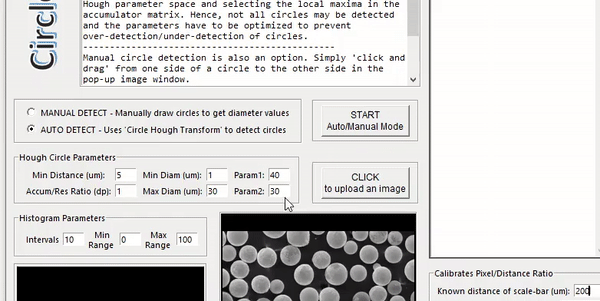 Circle
Hough parameter space and selecting the local maxima in the
accumulator matrix. Hence, not all circles may be detected
and the parameters have to be optimized to prevent
over-detection/under-detection of circles.
----------------------------------------
Manual circle detection is also an option. Simply 'click and
drag' from one side of a circle to the other side in the
pop-up image window.
MANUAL DETECT - Manually draw circles to get diameter values
AUTO DETECT - Uses 'Circle Hough Transform' to detect circles
START
Auto/Manual Mode
Hough Circle Parameters
Min Distance (um): 5 Min Diam (um): 1 Param1: 40
Accum/Res Ratio (dp): 1 Max Diam (um): 30 Param2: 30
CLICK
to upload an image
Histogram Parameters
Intervals 10 Min Range 0 Max Range 100
Calibrates Pixel/Distance Ratio
Known distance of scale-bar (um): 200